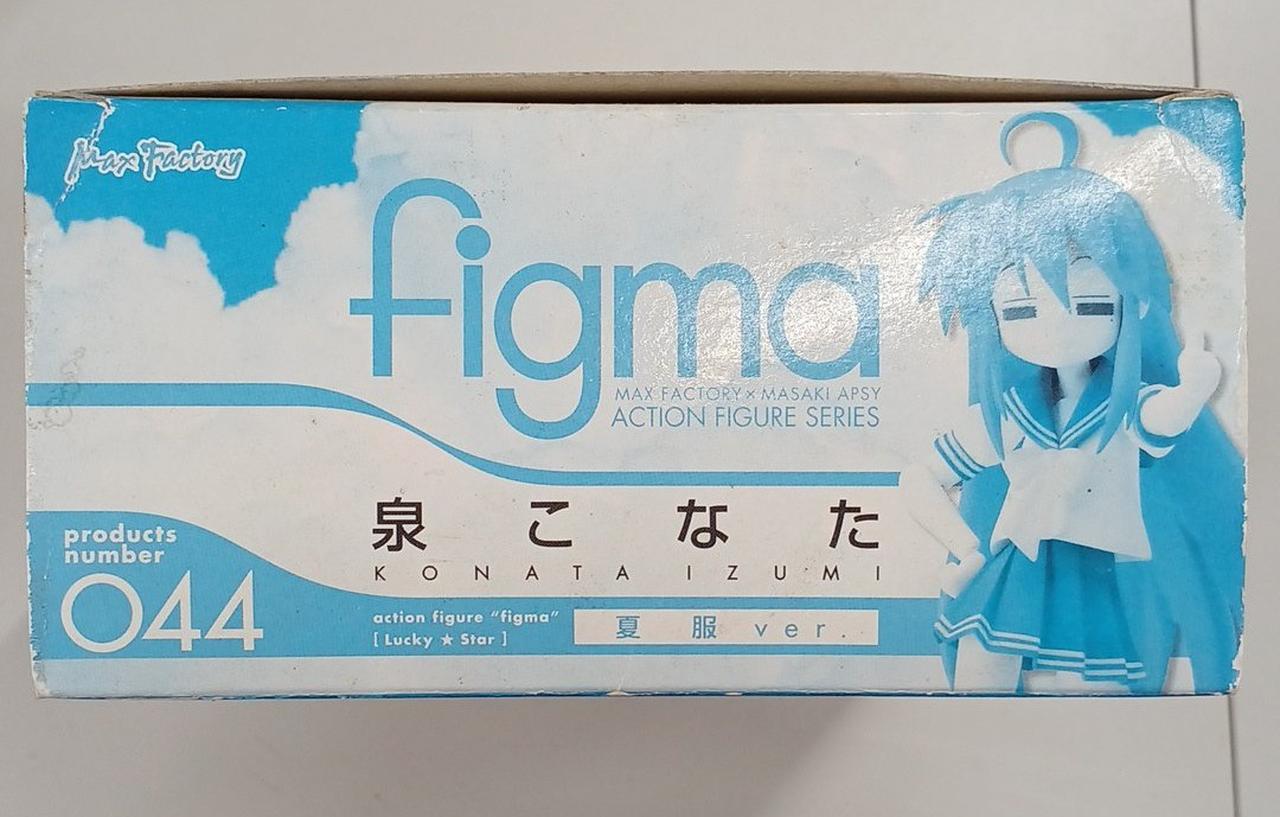 Max Factory
figma
MAX FACTORY × MASAKI APSY
ACTION FIGURE SERIES
泉こなた
KONATA IZUMI
products
number
044
action figure "figma"
[ Lucky ★ Star ]
夏服 ver.